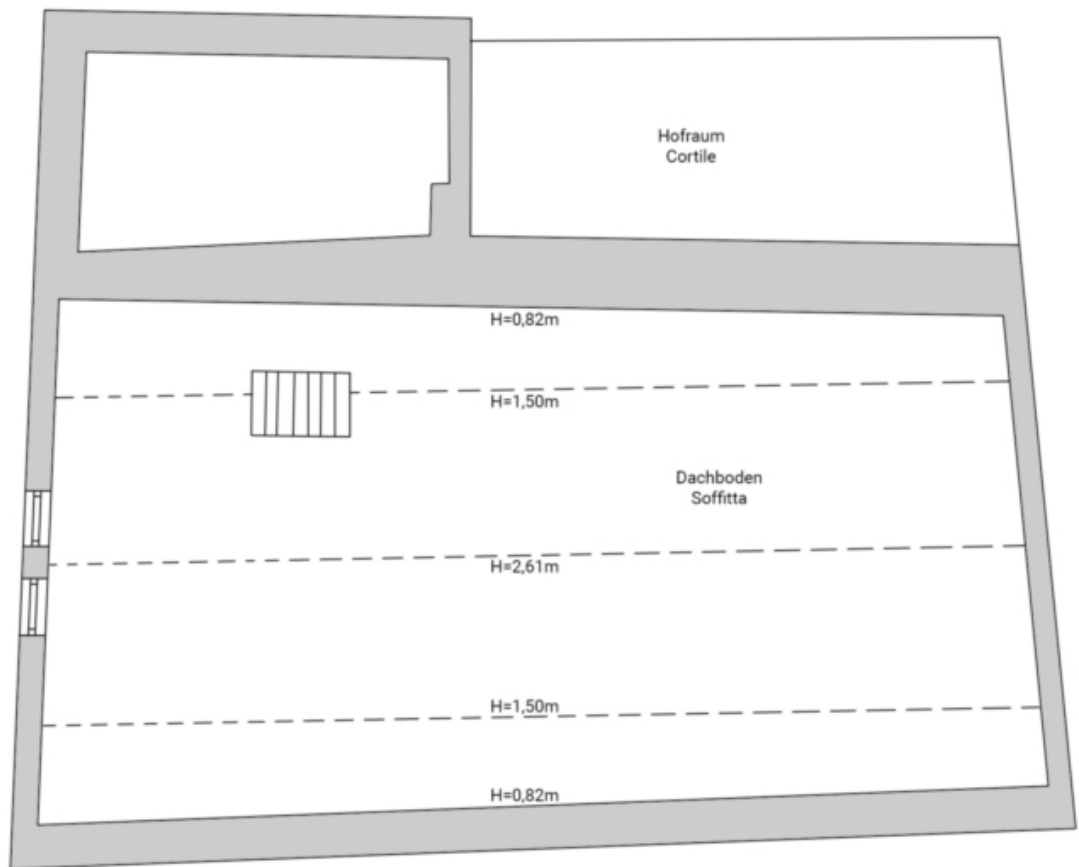 Hofraum
Cortile
H=0,82m
H=1,50m
Dachboden
Soffitta
H=2,61m
H=1,50m
H=0,82m